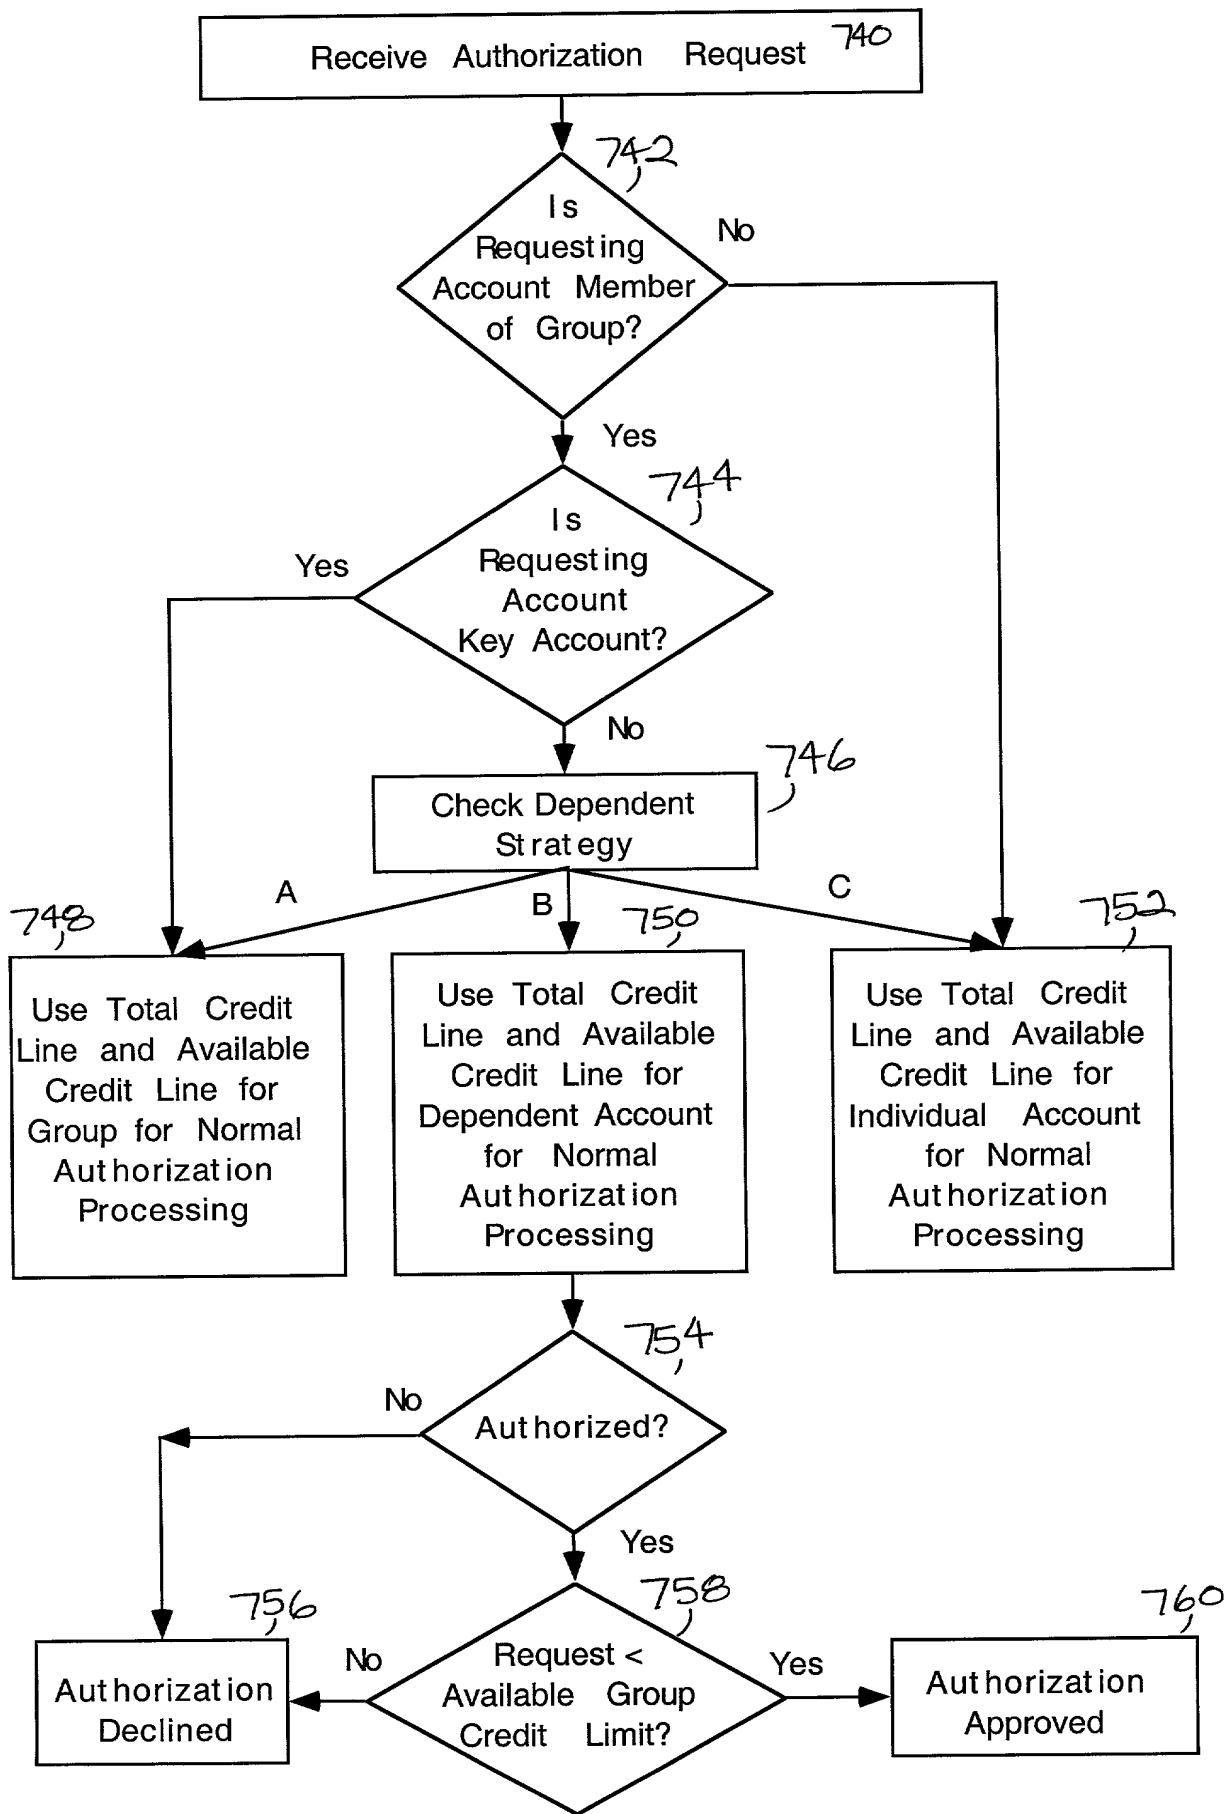 Receive Authorization Request 740
742
Is
Requesting
Account Member
of Group?
No
Yes
744
Is
Requesting
Account
Key Account?
Yes
No
746
Check Dependent
Strategy
A
B
C
748
Use Total Credit
Line and Available
Credit Line for
Group for Normal
Authorization
Processing
750
Use Total Credit
Line and Available
Credit Line for
Dependent Account
for Normal
Authorization
Processing
752
Use Total Credit
Line and Available
Credit Line for
Individual Account
for Normal
Authorization
Processing
754
Authorized?
No
Yes
756
Authorization
Declined
758
Request <
Available Group
Credit Limit?
No
Yes
760
Authorization
Approved